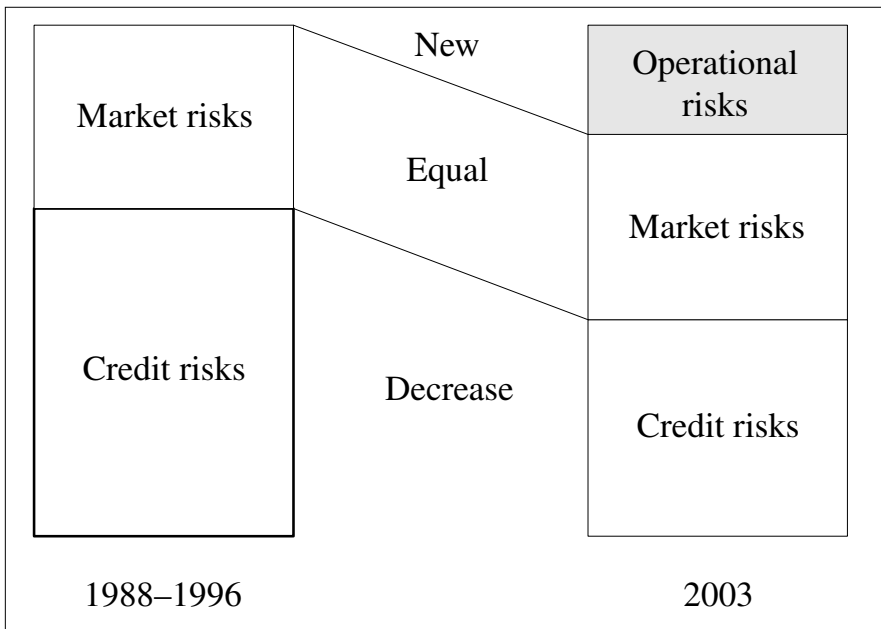 New
Operational
risks
Market risks
Equal
Market risks
Credit risks
Decrease
Credit risks
1988–1996
2003